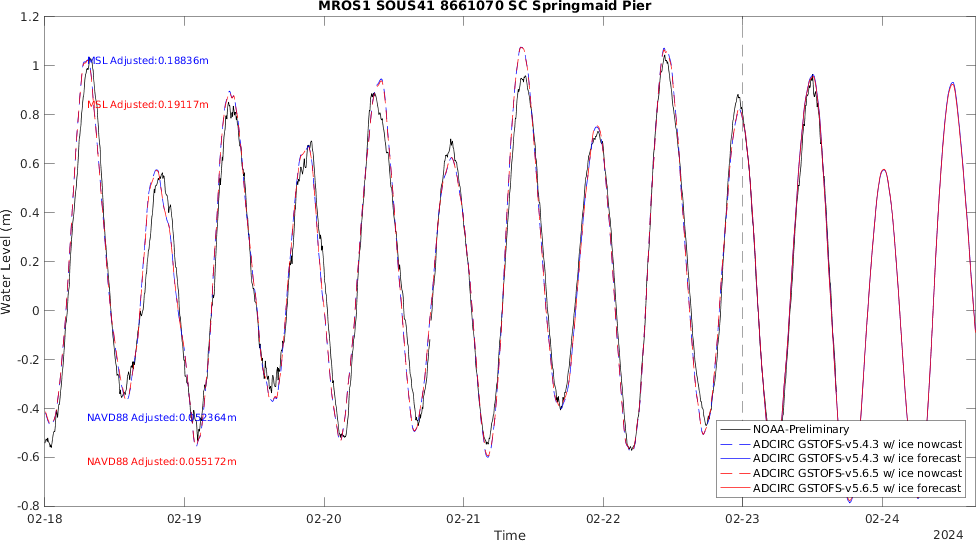 MROS1 SOUS41 8661070 SC Springmaid Pier
1.2
1
0.8
0.6
0.4
0.2
0
-0.2
-0.4
-0.6
-0.8
Water Level (m)
MSL Adjusted:0.18836m
MSL Adjusted:0.19117m
NAVD88 Adjusted:0.052364m
NAVD88 Adjusted:0.055172m
NOAA-Preliminary
ADCIRC GSTOFS-v5.4.3 w/ ice nowcast
ADCIRC GSTOFS-v5.4.3 w/ ice forecast
ADCIRC GSTOFS-v5.6.5 w/ ice nowcast
ADCIRC GSTOFS-v5.6.5 w/ ice forecast
02-18 02-19 02-20 02-21 02-22 02-23 02-24
Time
2024